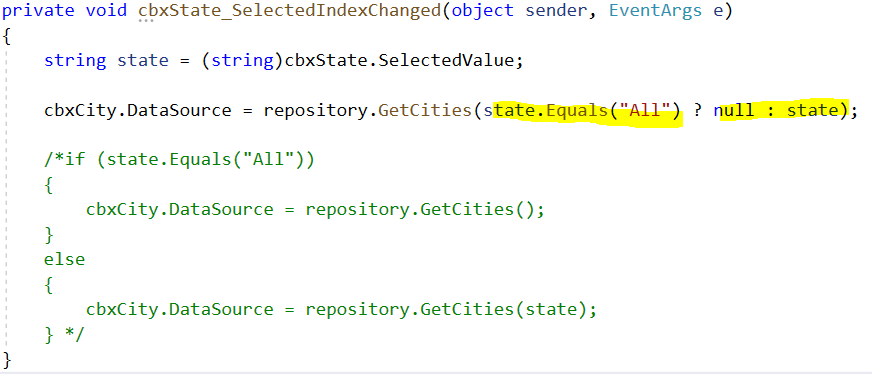 private void cbxState_SelectedIndexChanged(object sender, EventArgs e)
{
    string state = (string)cbxState.SelectedValue;
    cbxCity.DataSource = repository.GetCities(state.Equals("All") ? null : state);
    /*if (state.Equals("All"))
    {
        cbxCity.DataSource = repository.GetCities();
    }
    else
    {
        cbxCity.DataSource = repository.GetCities(state);
    } */
}